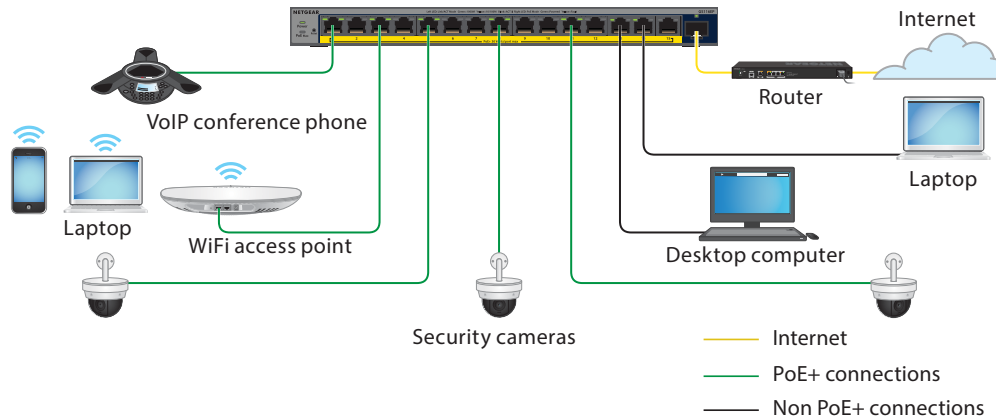 NETGEAR
GS116PP
Internet
Router
VoIP conference phone
Laptop
Laptop
WiFi access point
Desktop computer
Security cameras
Internet
PoE+ connections
Non PoE+ connections